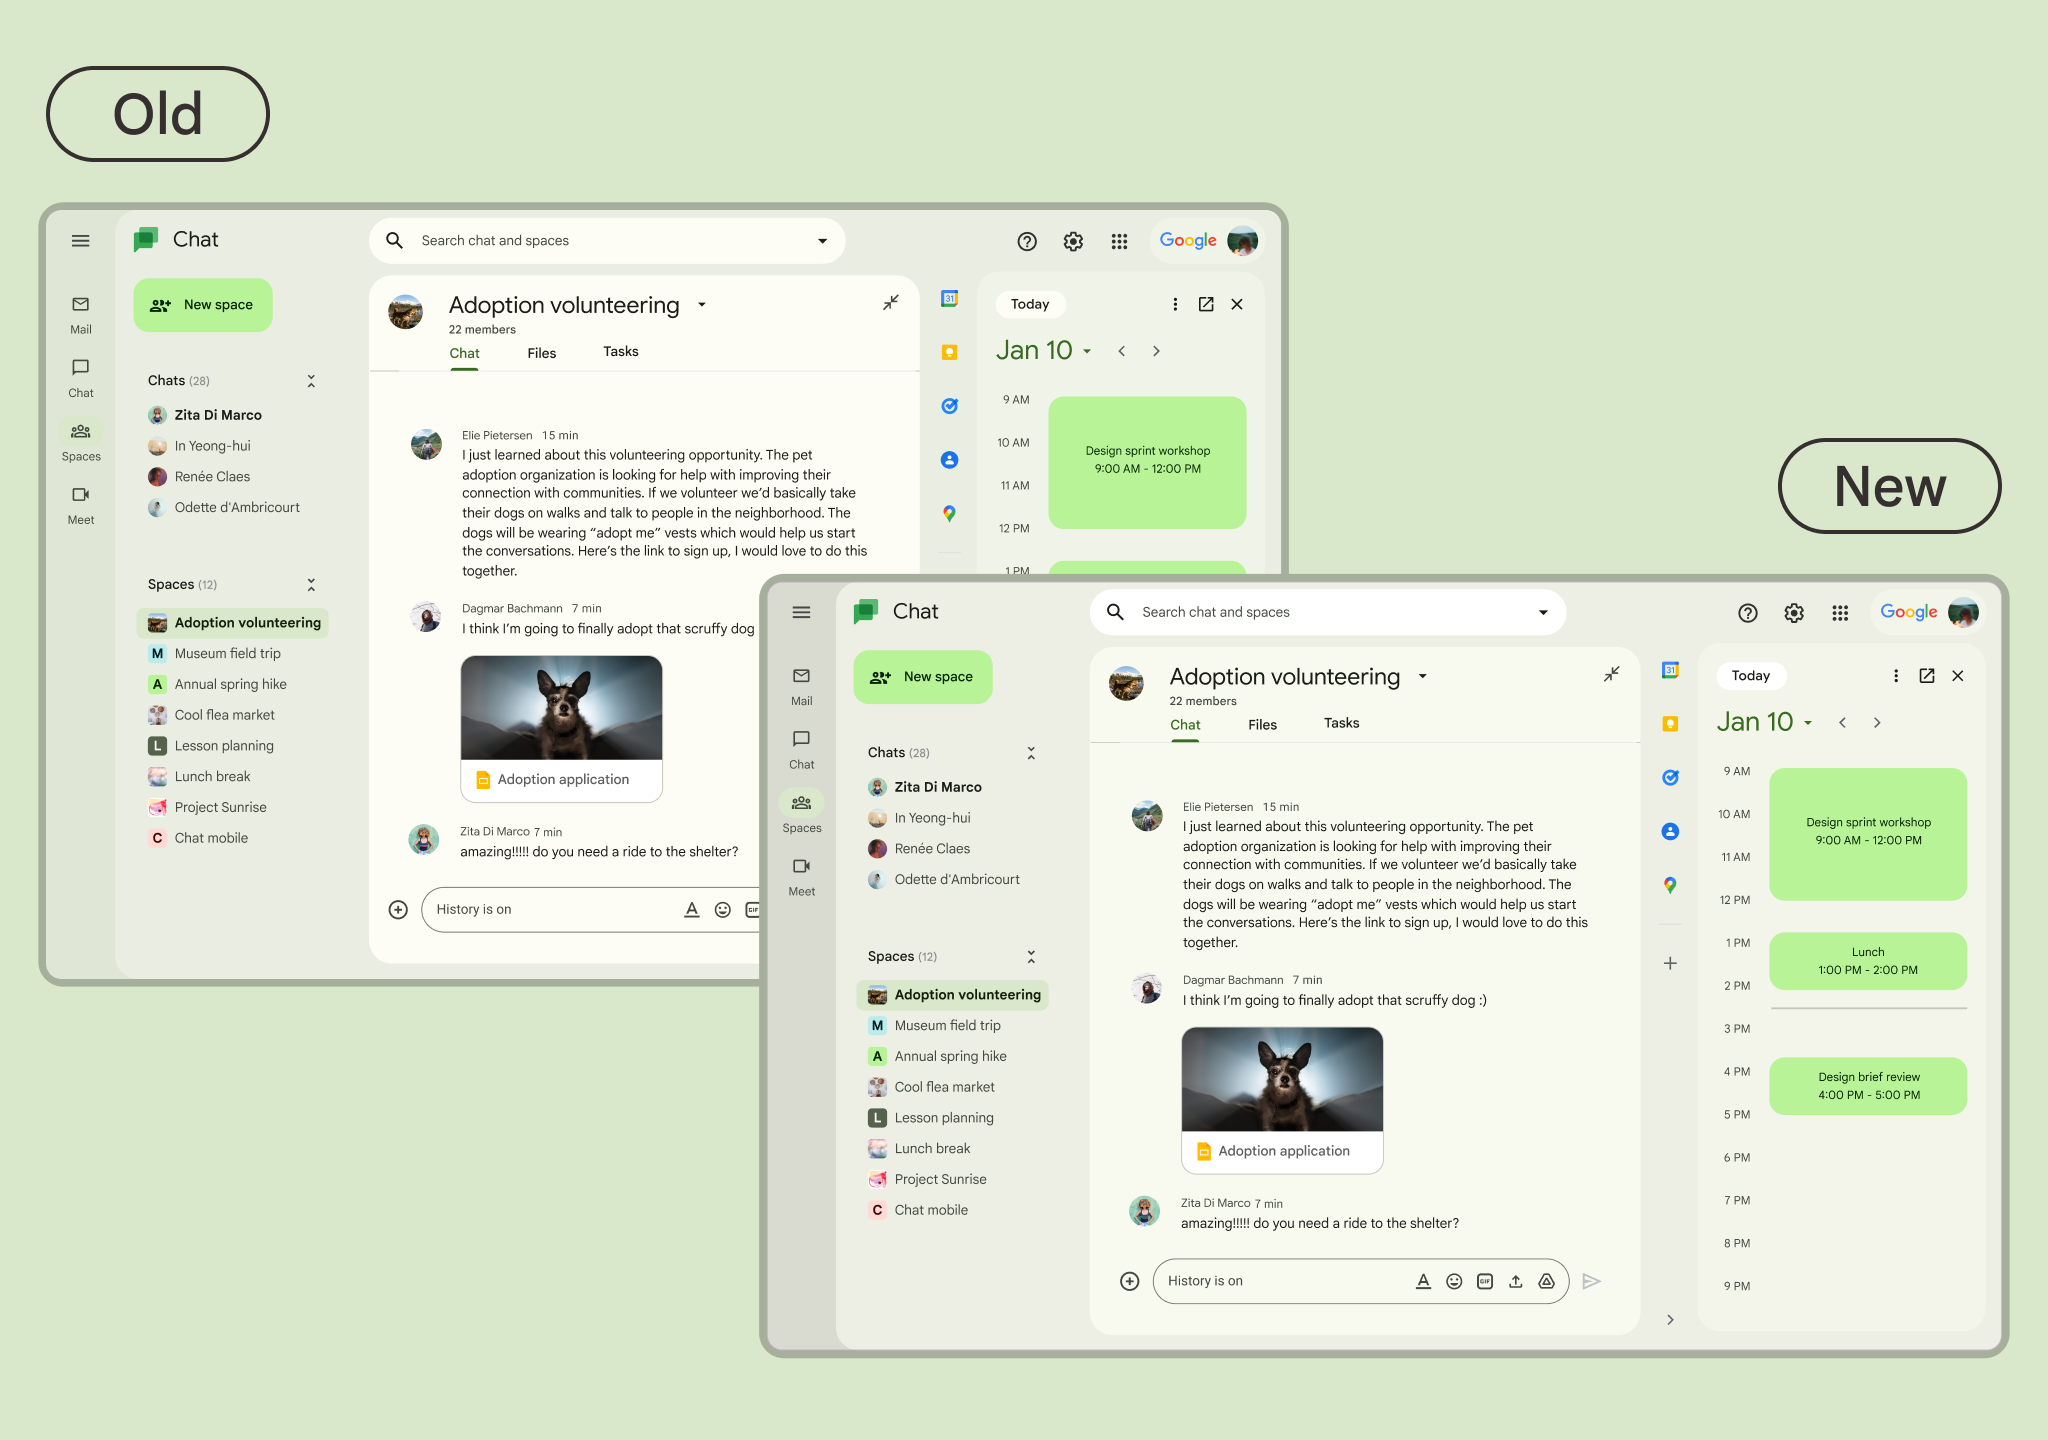 Old
Chat
Search chat and spaces
Google
New space
Mail
Chat
Spaces
Meet
Chats (28)
Zita Di Marco
In Yeong-hui
Renée Claes
Odette d'Ambricourt
Spaces (12)
Adoption volunteering
M Museum field trip
A Annual spring hike
Cool flea market
L Lesson planning
Lunch break
Project Sunrise
C Chat mobile
Adoption volunteering
22 members
Chat Files Tasks
Elie Pietersen 15 min
I just learned about this volunteering opportunity. The pet
adoption organization is looking for help with improving their
connection with communities. If we volunteer we’d basically take
their dogs on walks and talk to people in the neighborhood. The
dogs will be wearing “adopt me” vests which would help us start
the conversations. Here’s the link to sign up, I would love to do this
together.
Dagmar Bachmann 7 min
I think I’m going to finally adopt that scruffy dog
Adoption application
Zita Di Marco 7 min
amazing!!!!! do you need a ride to the shelter?
History is on
A
GIF
31
Today
Jan 10
9 AM
10 AM
11 AM
12 PM
1 PM
Design sprint workshop
9:00 AM - 12:00 PM
New
Chat
Search chat and spaces
Google
New space
Mail
Chat
Spaces
Meet
Chats (28)
Zita Di Marco
In Yeong-hui
Renée Claes
Odette d'Ambricourt
Spaces (12)
Adoption volunteering
M Museum field trip
A Annual spring hike
Cool flea market
L Lesson planning
Lunch break
Project Sunrise
C Chat mobile
Adoption volunteering
22 members
Chat Files Tasks
Elie Pietersen 15 min
I just learned about this volunteering opportunity. The pet
adoption organization is looking for help with improving their
connection with communities. If we volunteer we’d basically take
their dogs on walks and talk to people in the neighborhood. The
dogs will be wearing “adopt me” vests which would help us start
the conversations. Here’s the link to sign up, I would love to do this
together.
Dagmar Bachmann 7 min
I think I’m going to finally adopt that scruffy dog :)
Adoption application
Zita Di Marco 7 min
amazing!!!!! do you need a ride to the shelter?
History is on
A
GIF
31
Today
Jan 10
9 AM
10 AM
11 AM
12 PM
1 PM
2 PM
3 PM
4 PM
5 PM
6 PM
7 PM
8 PM
9 PM
Design sprint workshop
9:00 AM - 12:00 PM
Lunch
1:00 PM - 2:00 PM
Design brief review
4:00 PM - 5:00 PM